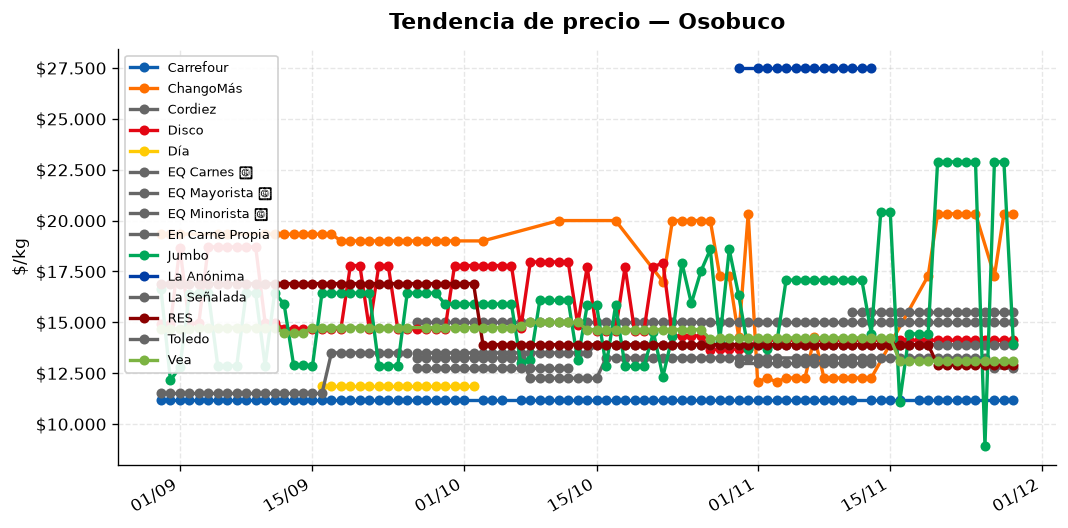 Tendencia de precio — Osobuco
$27.500
$25.000
$22.500
$20.000
$17.500
$15.000
$12.500
$10.000
$/kg
Carrefour
ChangoMás
Cordiez
Disco
Día
EQ Carnes
EQ Mayorista
EQ Minorista
En Carne Propia
Jumbo
La Anónima
La Señalada
RES
Toledo
Vea
01/09
15/09
01/10
15/10
01/11
15/11
01/12